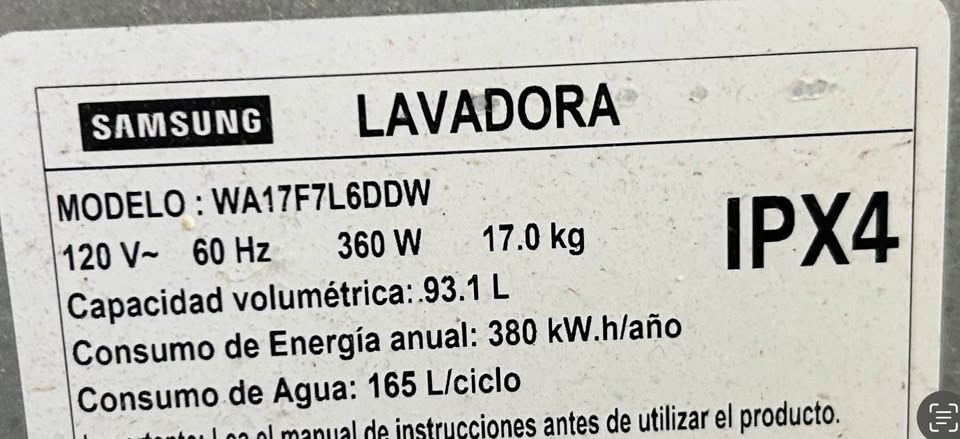 SAMSUNG LAVADORA
MODELO : WA17F7L6DDW
120 V~ 60 Hz 360 W 17.0 kg
IPX4
Capacidad volumétrica: 93.1 L
Consumo de Energía anual: 380 kW.h/año
Consumo de Agua: 165 L/ciclo
el manual de instrucciones antes de utilizar el producto.